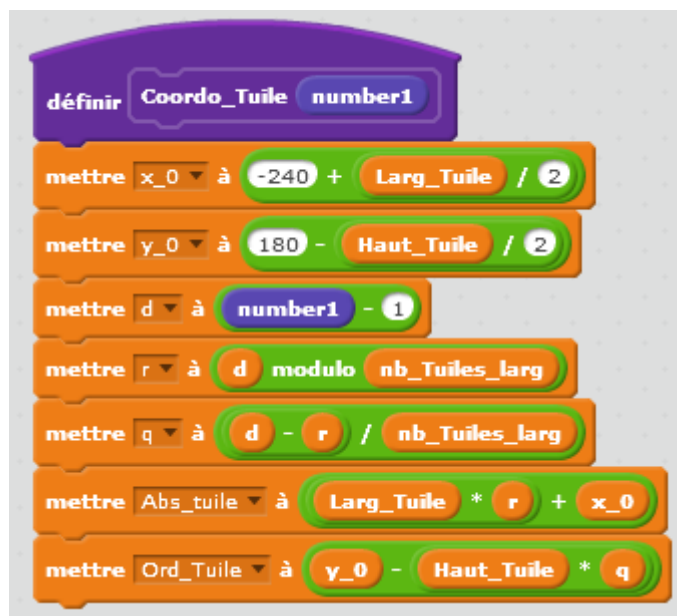 définir Coordo_Tuile number1
mettre x_0 à -240 + Larg_Tuile / 2
mettre y_0 à 180 - Haut_Tuile / 2
mettre d à number1 - 1
mettre r à d modulo nb_Tuiles_larg
mettre q à d - r / nb_Tuiles_larg
mettre Abs_tuile à Larg_Tuile * r + x_0
mettre Ord_Tuile à y_0 - Haut_Tuile * q